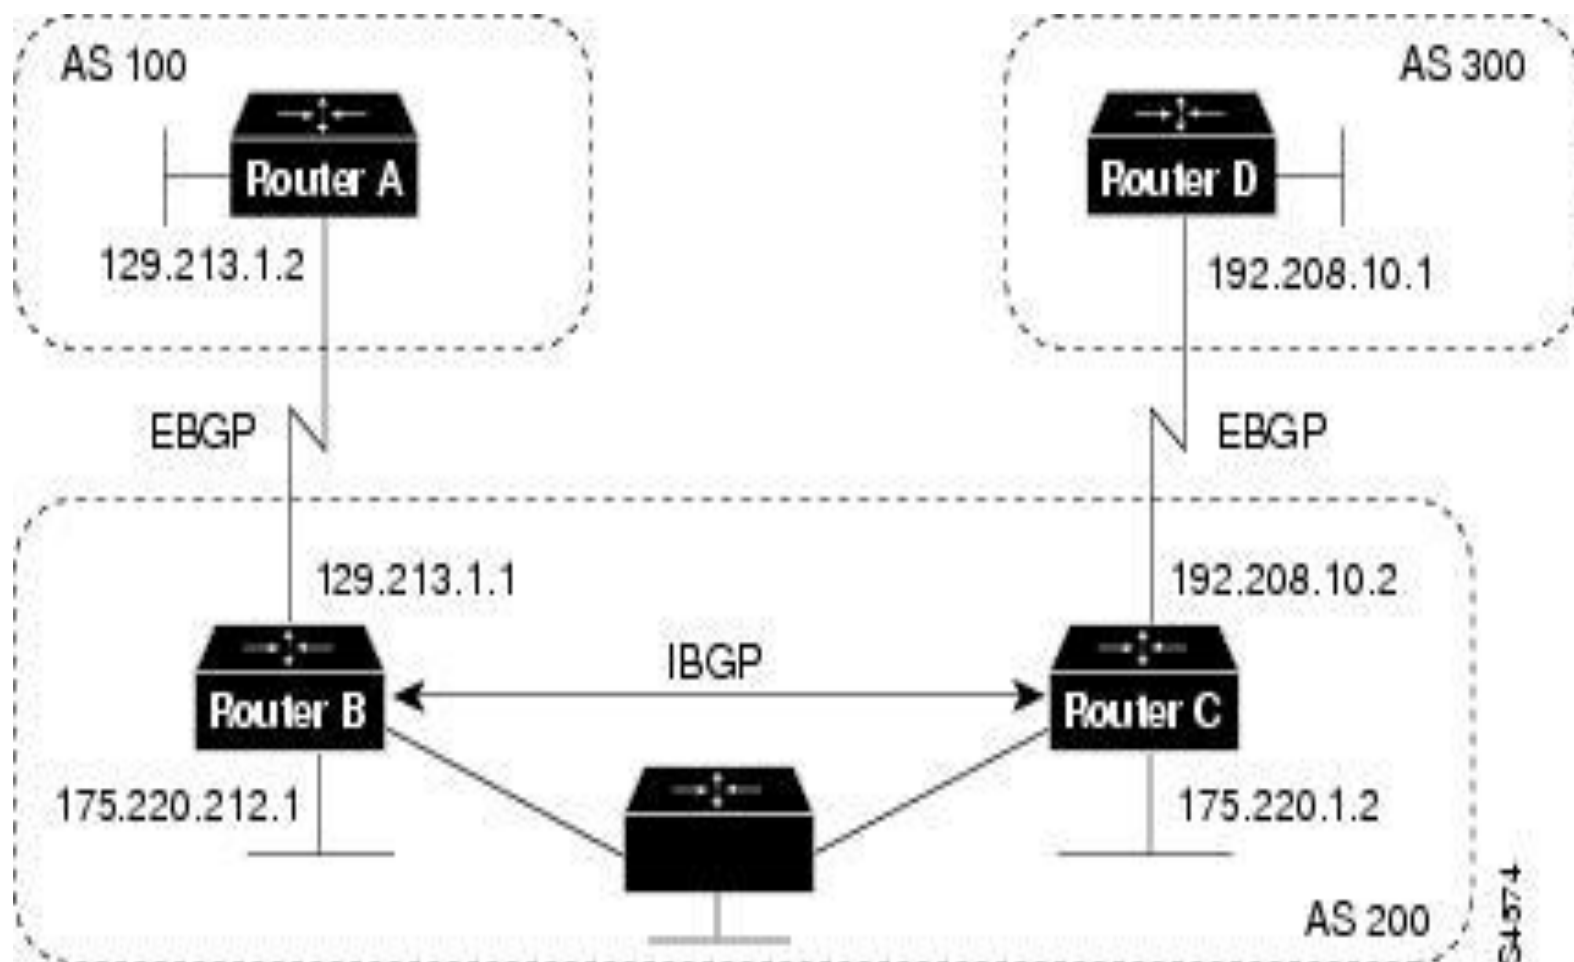 AS 100
AS 300
Router A
Router D
129.213.1.2
192.208.10.1
EBGP
EBGP
129.213.1.1
192.208.10.2
IBGP
Router B
Router C
175.220.212.1
175.220.1.2
AS 200